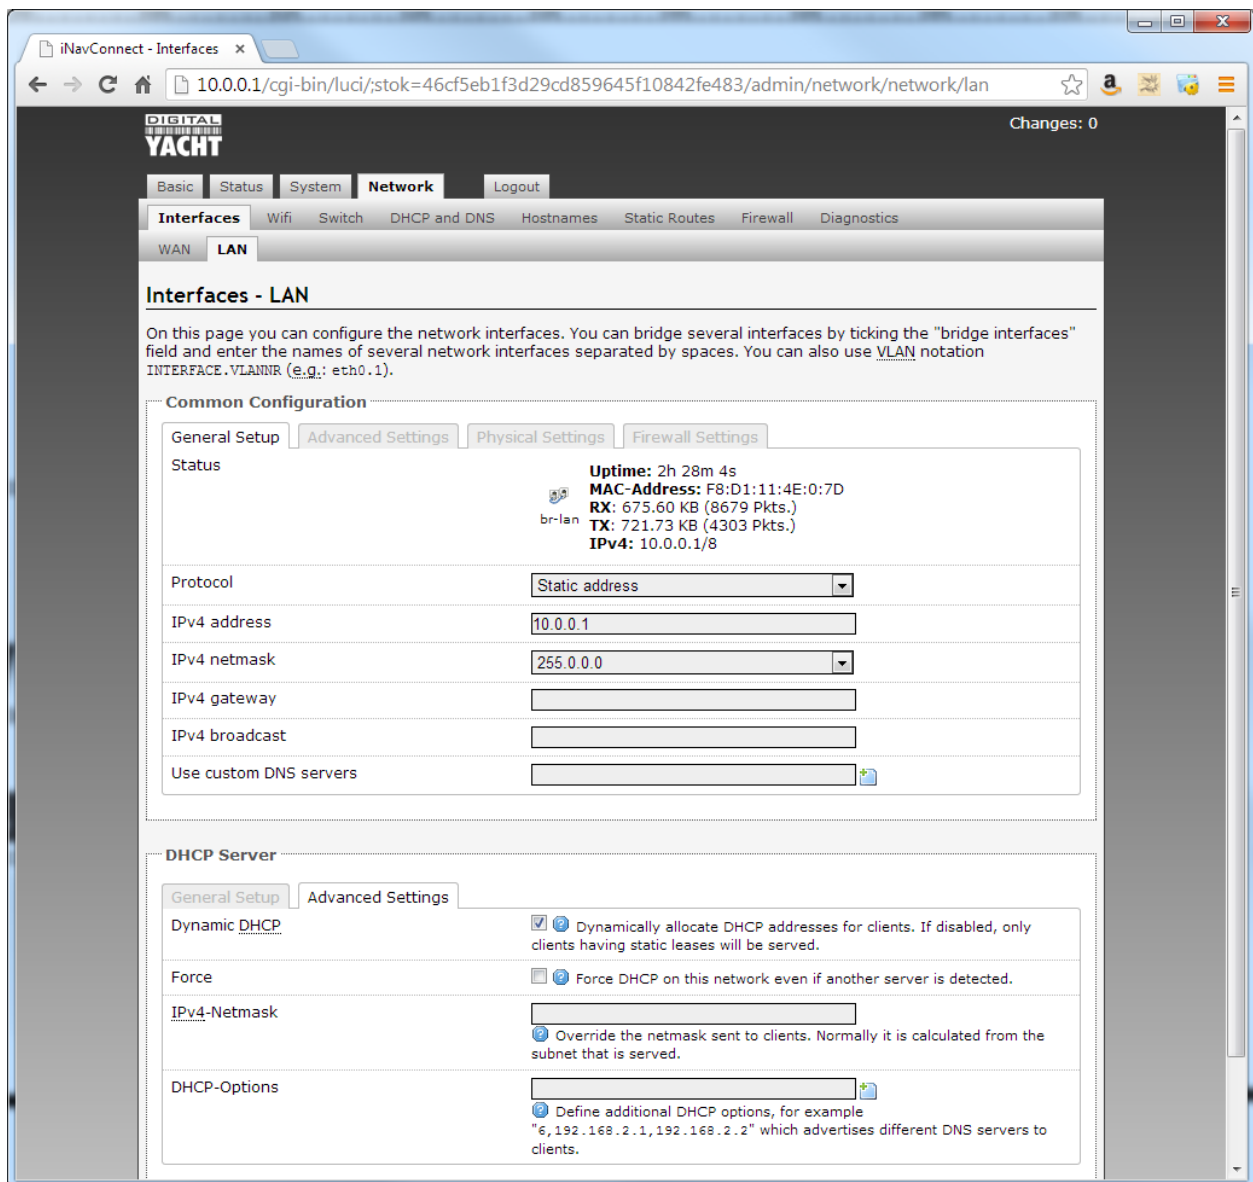 iNavConnect - Interfaces
10.0.0.1/cgi-bin/luci/;stok=46cf5eb1f3d29cd859645f10842fe483/admin/network/network/lan
DIGITAL
YACHT
Changes: 0
Basic Status System Network Logout
Interfaces Wifi Switch DHCP and DNS Hostnames Static Routes Firewall Diagnostics
WAN LAN
Interfaces - LAN
On this page you can configure the network interfaces. You can bridge several interfaces by ticking the "bridge interfaces"
field and enter the names of several network interfaces separated by spaces. You can also use VLAN notation
INTERFACE.VLANNR (e.g.: eth0.1).
Common Configuration
General Setup Advanced Settings Physical Settings Firewall Settings
Status
Uptime: 2h 28m 4s
MAC-Address: F8:D1:11:4E:0:7D
RX: 675.60 KB (8679 Pkts.)
br-lan TX: 721.73 KB (4303 Pkts.)
IPv4: 10.0.0.1/8
Protocol Static address
IPv4 address 10.0.0.1
IPv4 netmask 255.0.0.0
IPv4 gateway
IPv4 broadcast
Use custom DNS servers
DHCP Server
General Setup Advanced Settings
Dynamic DHCP Dynamically allocate DHCP addresses for clients. If disabled, only
clients having static leases will be served.
Force Force DHCP on this network even if another server is detected.
IPv4-Netmask
Override the netmask sent to clients. Normally it is calculated from the
subnet that is served.
DHCP-Options
Define additional DHCP options, for example
"6,192.168.2.1,192.168.2.2" which advertises different DNS servers to
clients.